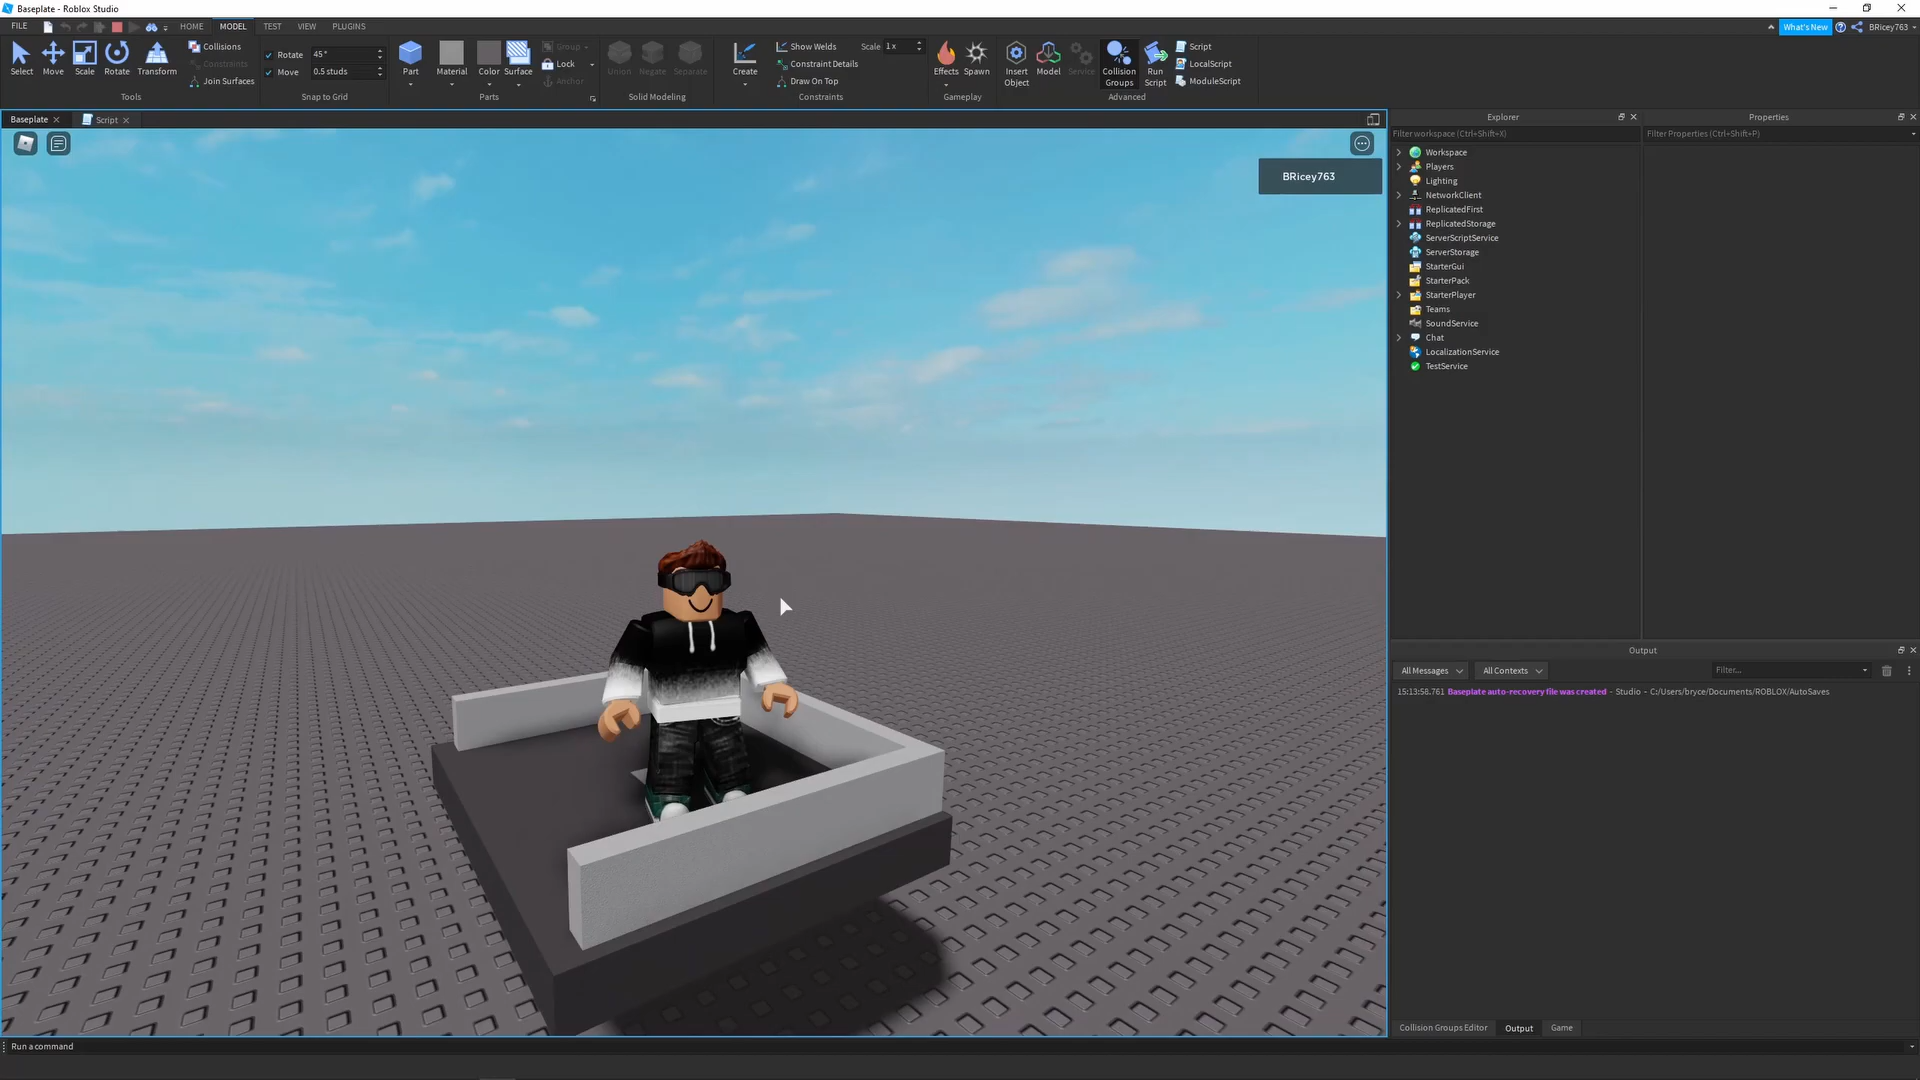 Baseplate - Roblox Studio
FILE HOME MODEL TEST VIEW PLUGINS
What's New BRicey763
Select Move Scale Rotate Transform
Collisions
Constraints
Join Surfaces
Tools
Rotate 45°
Move 0.5 studs
Snap to Grid
Part Material Color Surface
Group
Lock
Anchor
Parts
Union Negate Separate
Solid Modeling
Create
Show Welds
Constraint Details
Draw On Top
Scale 1x
Constraints
Effects Spawn
Gameplay
Insert Object
Model
Service
Collision Groups
Run Script
Script
LocalScript
ModuleScript
Advanced
Baseplate
Script
BRicey763
Explorer
Filter workspace (Ctrl+Shift+X)
Workspace
Players
Lighting
NetworkClient
ReplicatedFirst
ReplicatedStorage
ServerScriptService
ServerStorage
StarterGui
StarterPack
StarterPlayer
Teams
SoundService
Chat
LocalizationService
TestService
Properties
Filter Properties (Ctrl+Shift+P)
Output
All Messages All Contexts Filter...
15:13:58.761 Baseplate auto-recovery file was created - Studio - C:/Users/bryce/Documents/ROBLOX/AutoSaves
Collision Groups Editor Output Game
Run a command